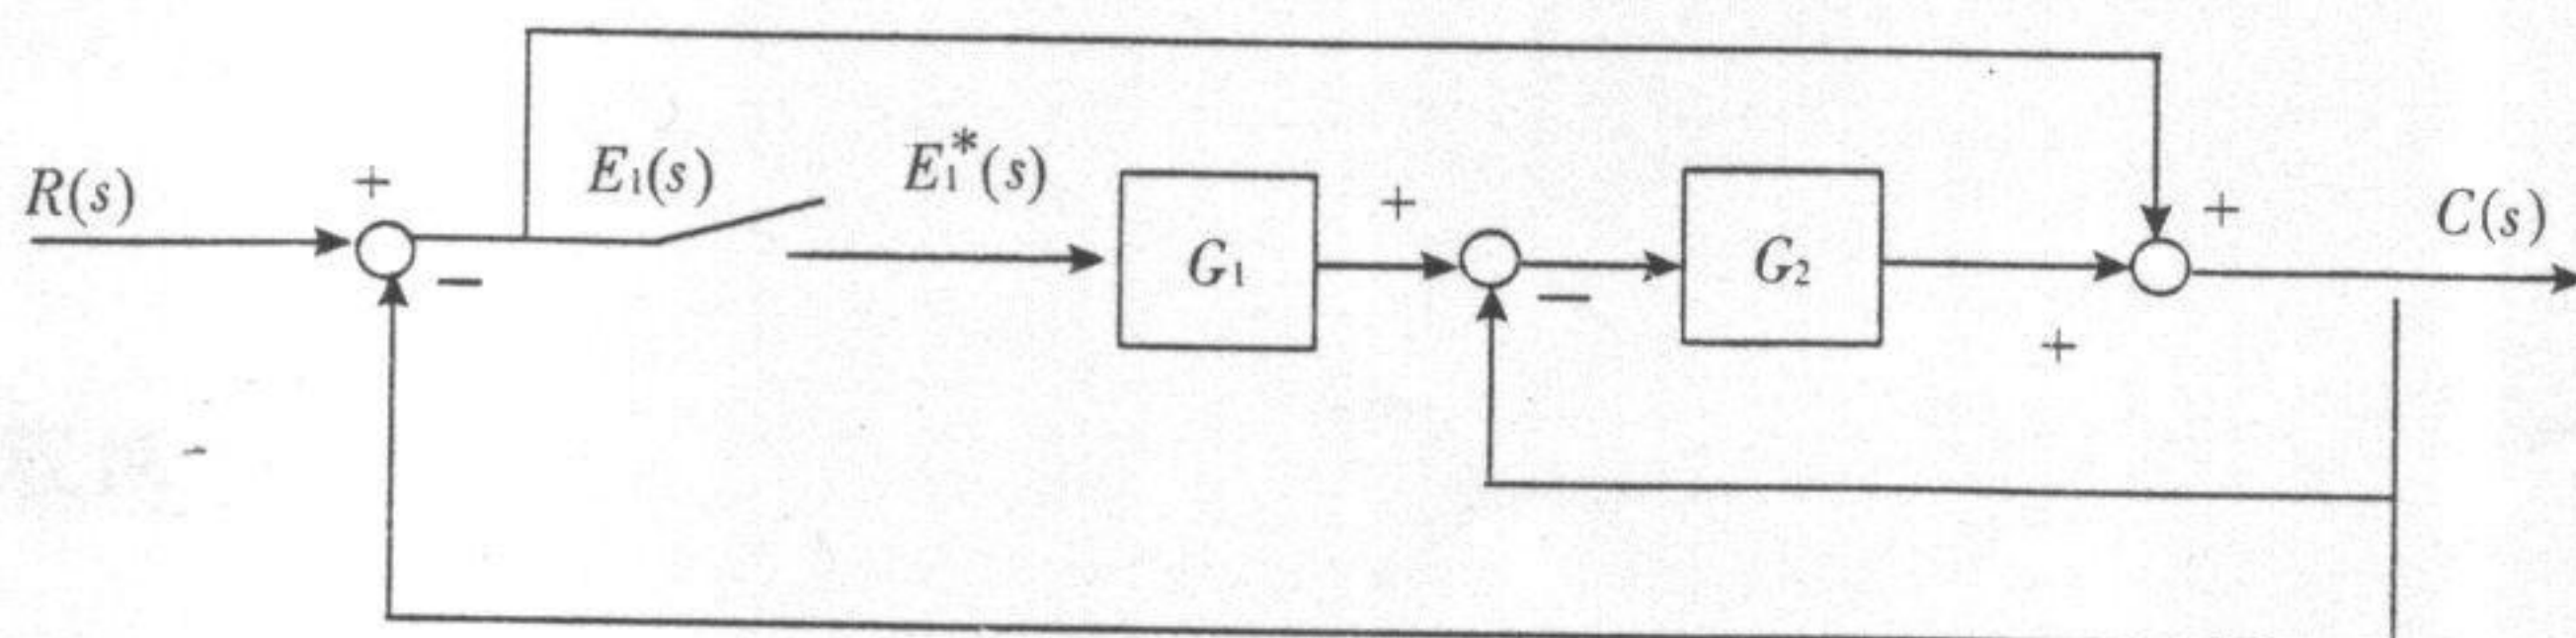 R(s)
+
−
E₁(s)
E₁*(s)
G₁
+
−
G₂
+
+
C(s)